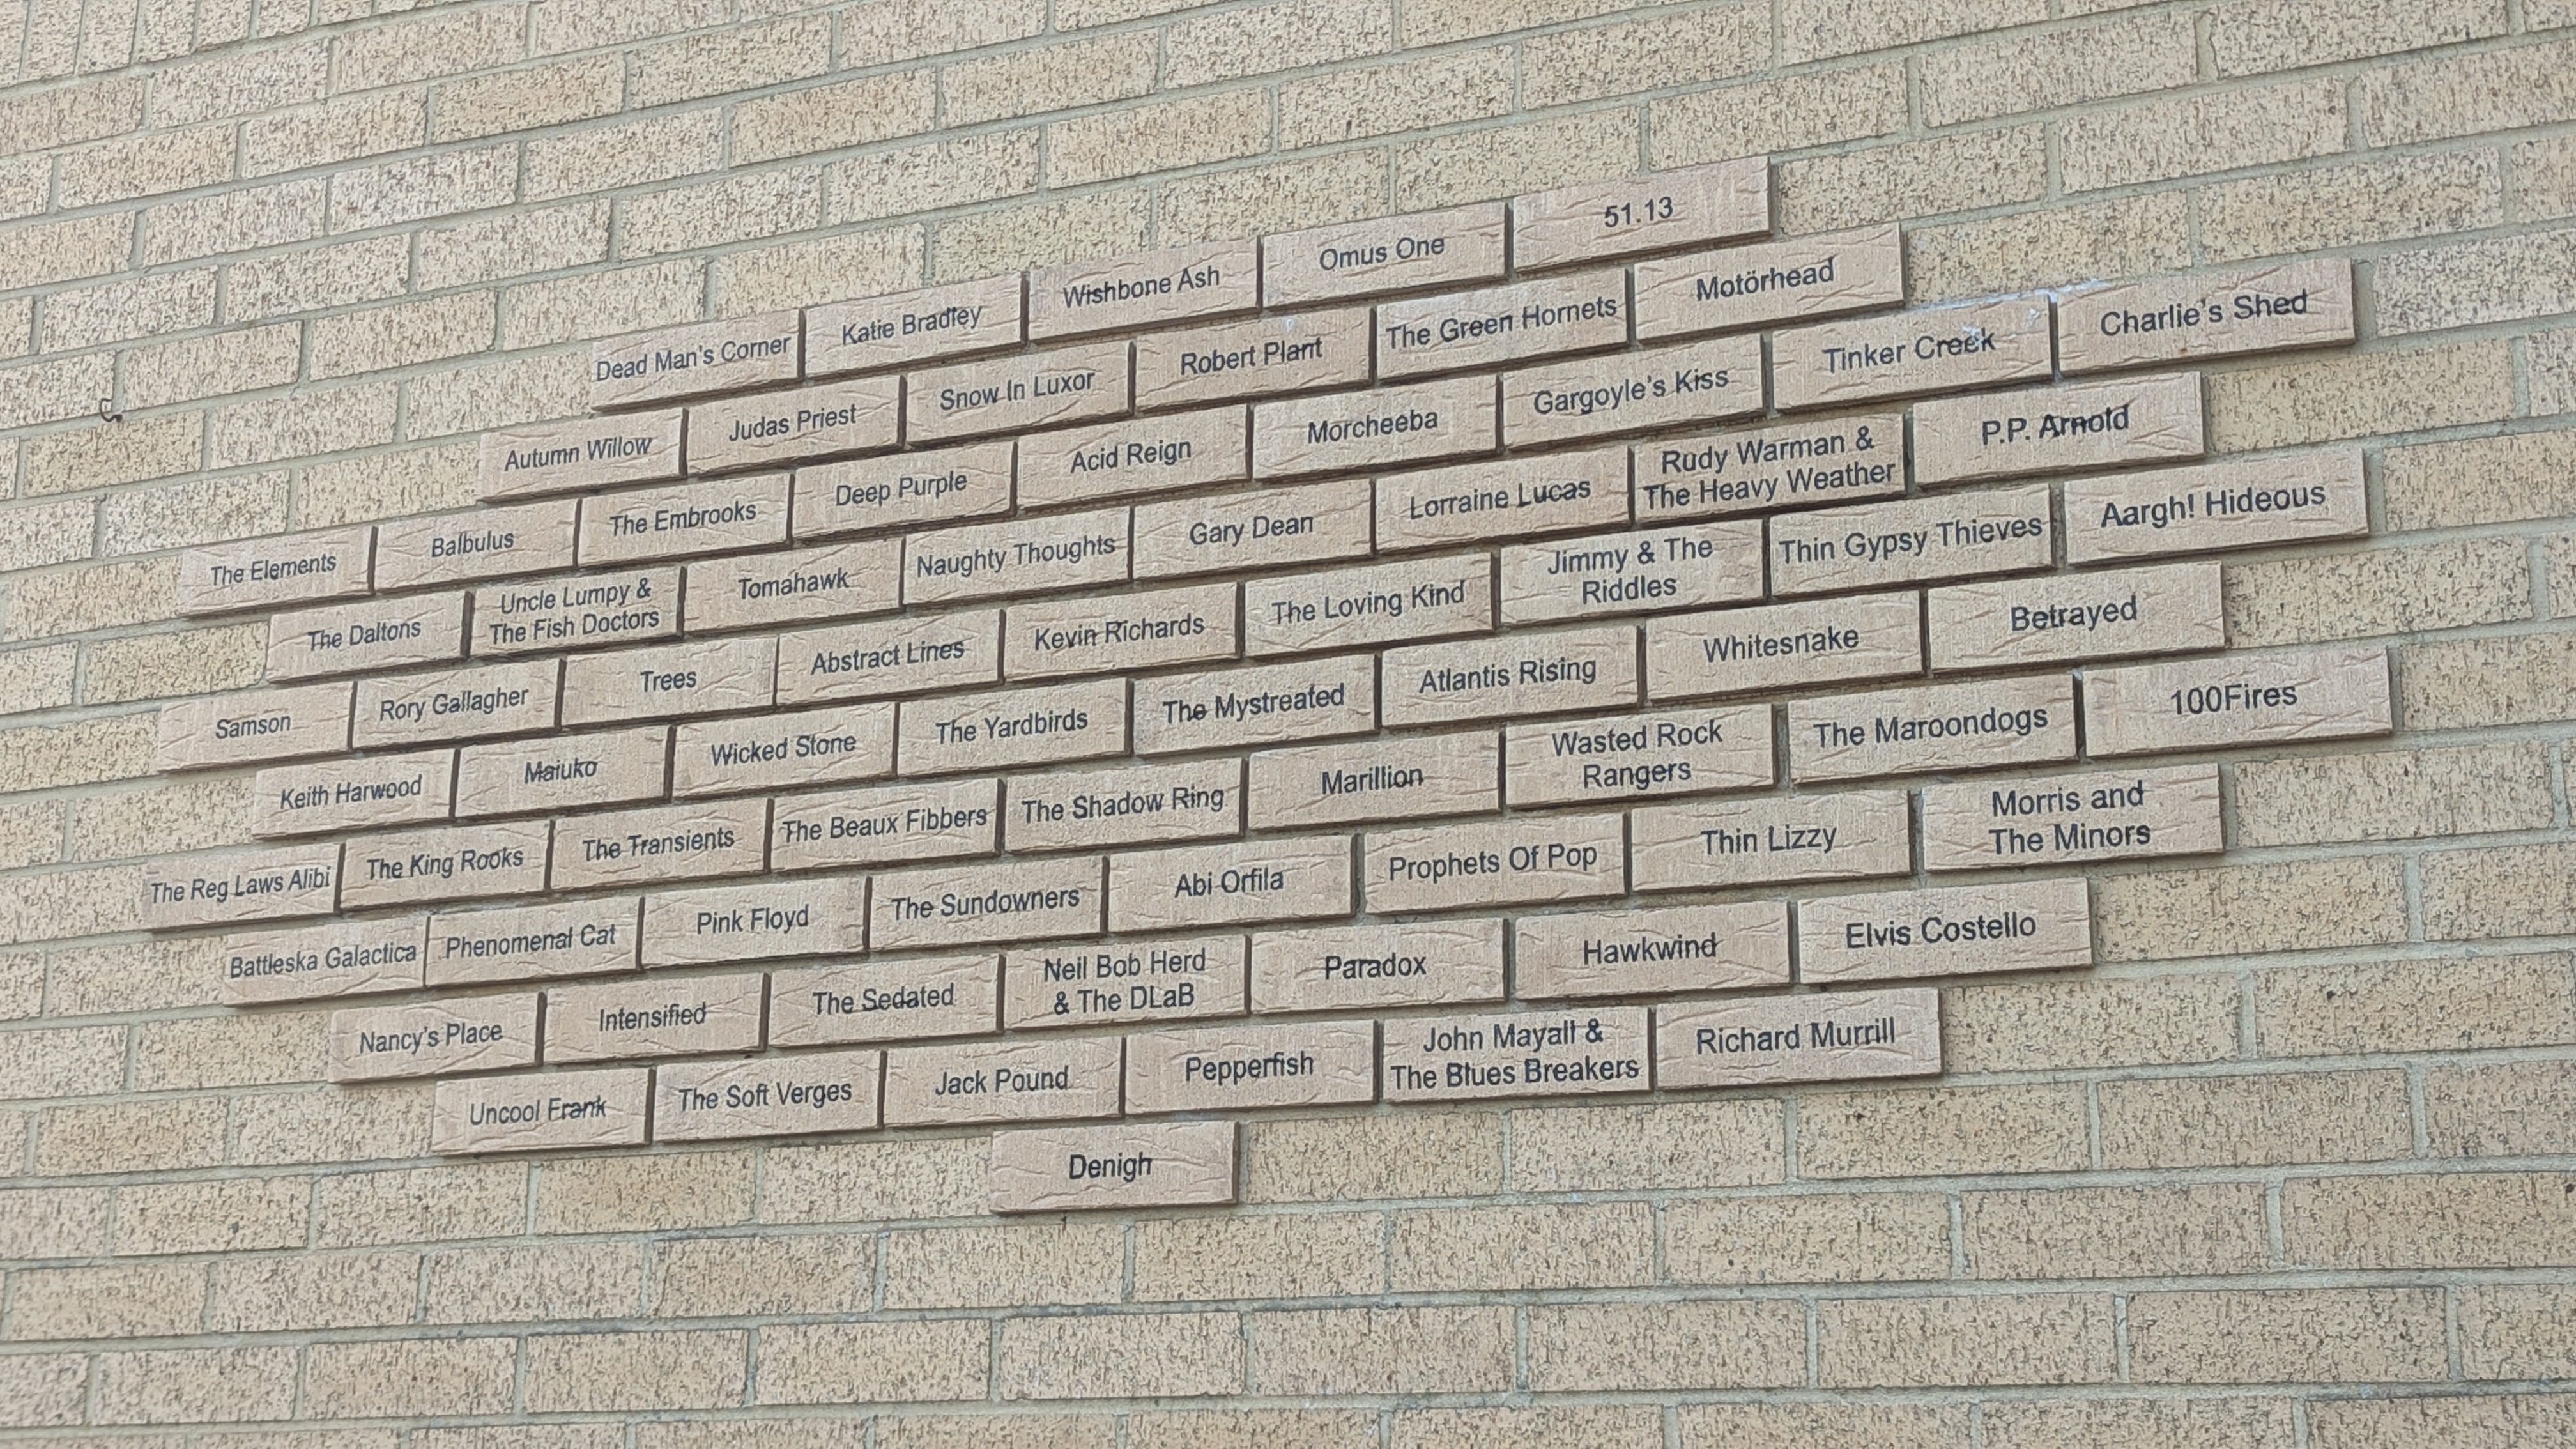 Dead Man's Corner
Katie Bradley
Wishbone Ash
Omus One
51.13
Autumn Willow
Judas Priest
Snow In Luxor
Robert Plant
The Green Hornets
Motörhead
The Elements
Balbulus
The Embrooks
Deep Purple
Acid Reign
Morcheeba
Gargoyle's Kiss
Tinker Creek
Charlie's Shed
The Daltons
Uncle Lumpy &
The Fish Doctors
Tomahawk
Naughty Thoughts
Gary Dean
Lorraine Lucas
Rudy Warman &
The Heavy Weather
P.P. Arnold
Samson
Rory Gallagher
Trees
Abstract Lines
Kevin Richards
The Loving Kind
Jimmy & The
Riddles
Thin Gypsy Thieves
Aargh! Hideous
Keith Harwood
Maiuko
Wicked Stone
The Yardbirds
The Mystreated
Atlantis Rising
Whitesnake
Betrayed
The Reg Laws Alibi
The King Rooks
The Transients
The Beaux Fibbers
The Shadow Ring
Marillion
Wasted Rock
Rangers
The Maroondogs
100Fires
Battleska Galactica
Phenomenal Cat
Pink Floyd
The Sundowners
Abi Orfila
Prophets Of Pop
Thin Lizzy
Morris and
The Minors
Nancy's Place
Intensified
The Sedated
Neil Bob Herd
& The DLaB
Paradox
Hawkwind
Elvis Costello
Uncool Frank
The Soft Verges
Jack Pound
Pepperfish
John Mayall &
The Blues Breakers
Richard Murrill
Denigh